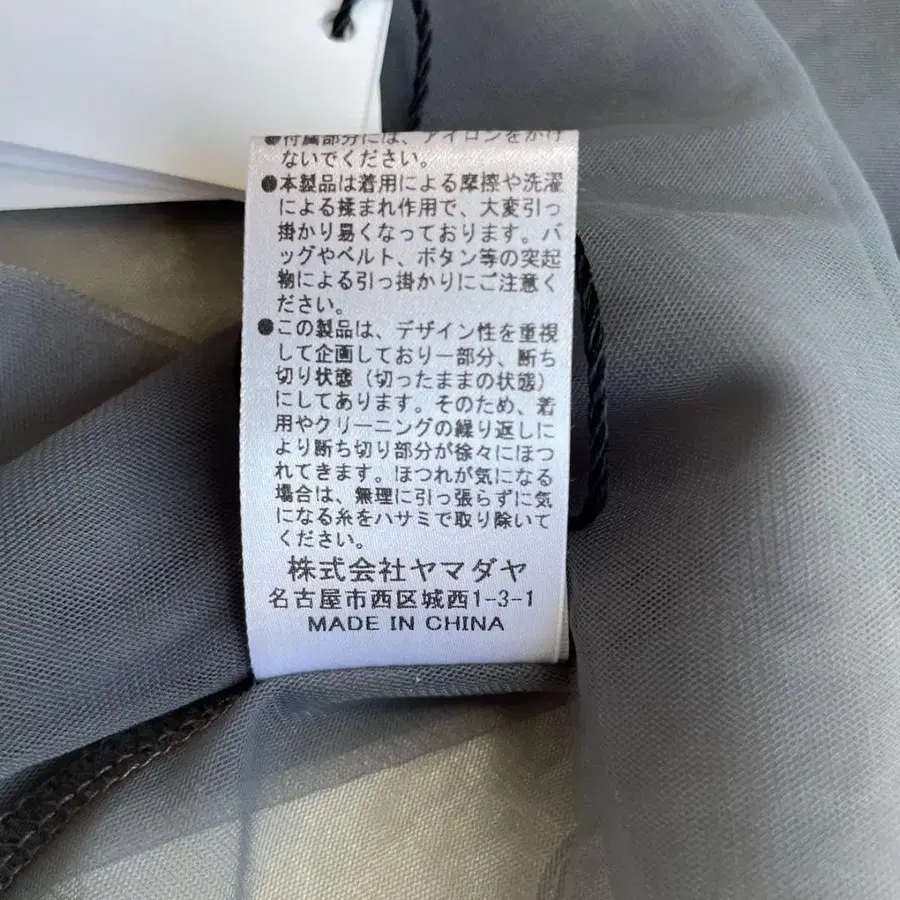 ●付属部分には、アイロンをかけ
ないでください。
●本製品は着用による摩擦や洗濯
による揉まれ作用で、大変引っ
掛かり易くなっております。バ
ッグやベルト、ボタン等の突起
物による引っ掛かりにご注意く
ださい。
●この製品は、デザイン性を重視
して企画しており一部分、断ち
切り状態（切ったままの状態）
にしてあります。そのため、着
用やクリーニングの繰り返しに
より断ち切り部分が徐々にほつ
れてきます。ほつれが気になる
場合は、無理に引っ張らずに気
になる糸をハサミで取り除いて
ください。
株式会社ヤマダヤ
名古屋市西区城西1-3-1
MADE IN CHINA